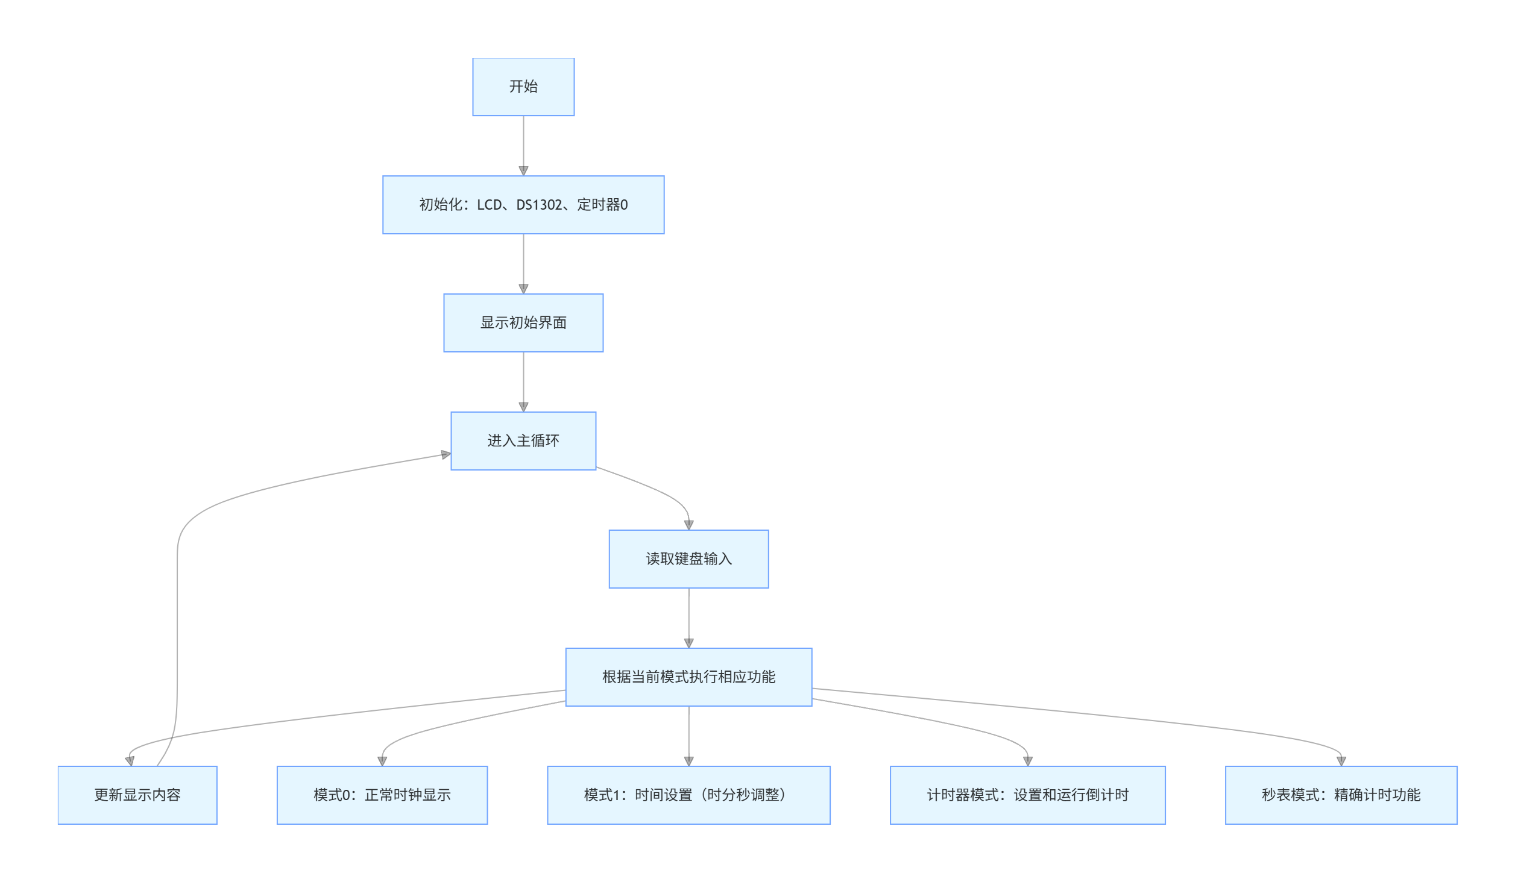 开始
初始化：LCD、DS1302、定时器0
显示初始界面
进入主循环
读取键盘输入
根据当前模式执行相应功能
更新显示内容
模式0：正常时钟显示
模式1：时间设置（时分秒调整）
计时器模式：设置和运行倒计时
秒表模式：精确计时功能